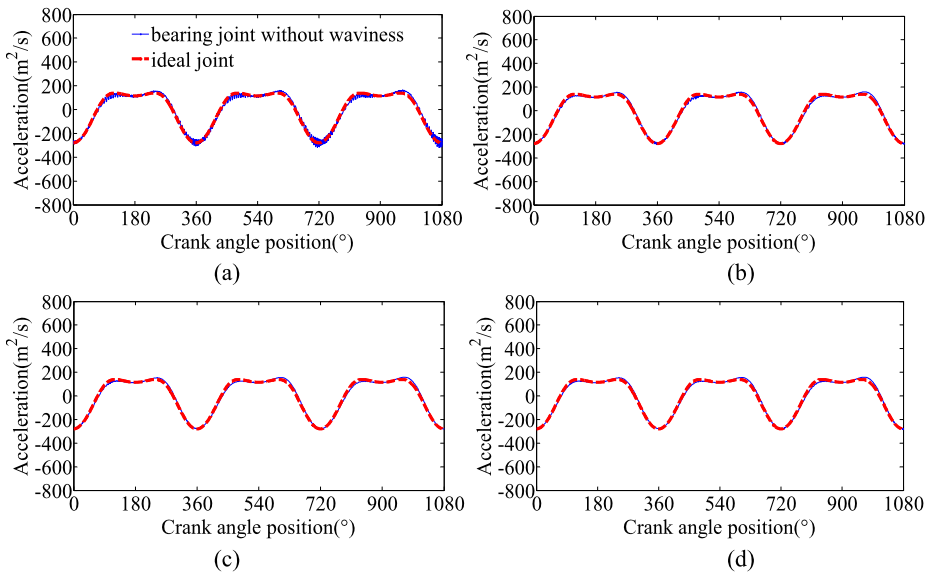 800
600
400
200
0
-200
-400
-600
-800
Acceleration(m²/s)
bearing joint without waviness
ideal joint
0 180 360 540 720 900 1080
Crank angle position(°)
(a)
800
600
400
200
0
-200
-400
-600
-800
Acceleration(m²/s)
0 180 360 540 720 900 1080
Crank angle position(°)
(b)
800
600
400
200
0
-200
-400
-600
-800
Acceleration(m²/s)
0 180 360 540 720 900 1080
Crank angle position(°)
(c)
800
600
400
200
0
-200
-400
-600
-800
Acceleration(m²/s)
0 180 360 540 720 900 1080
Crank angle position(°)
(d)